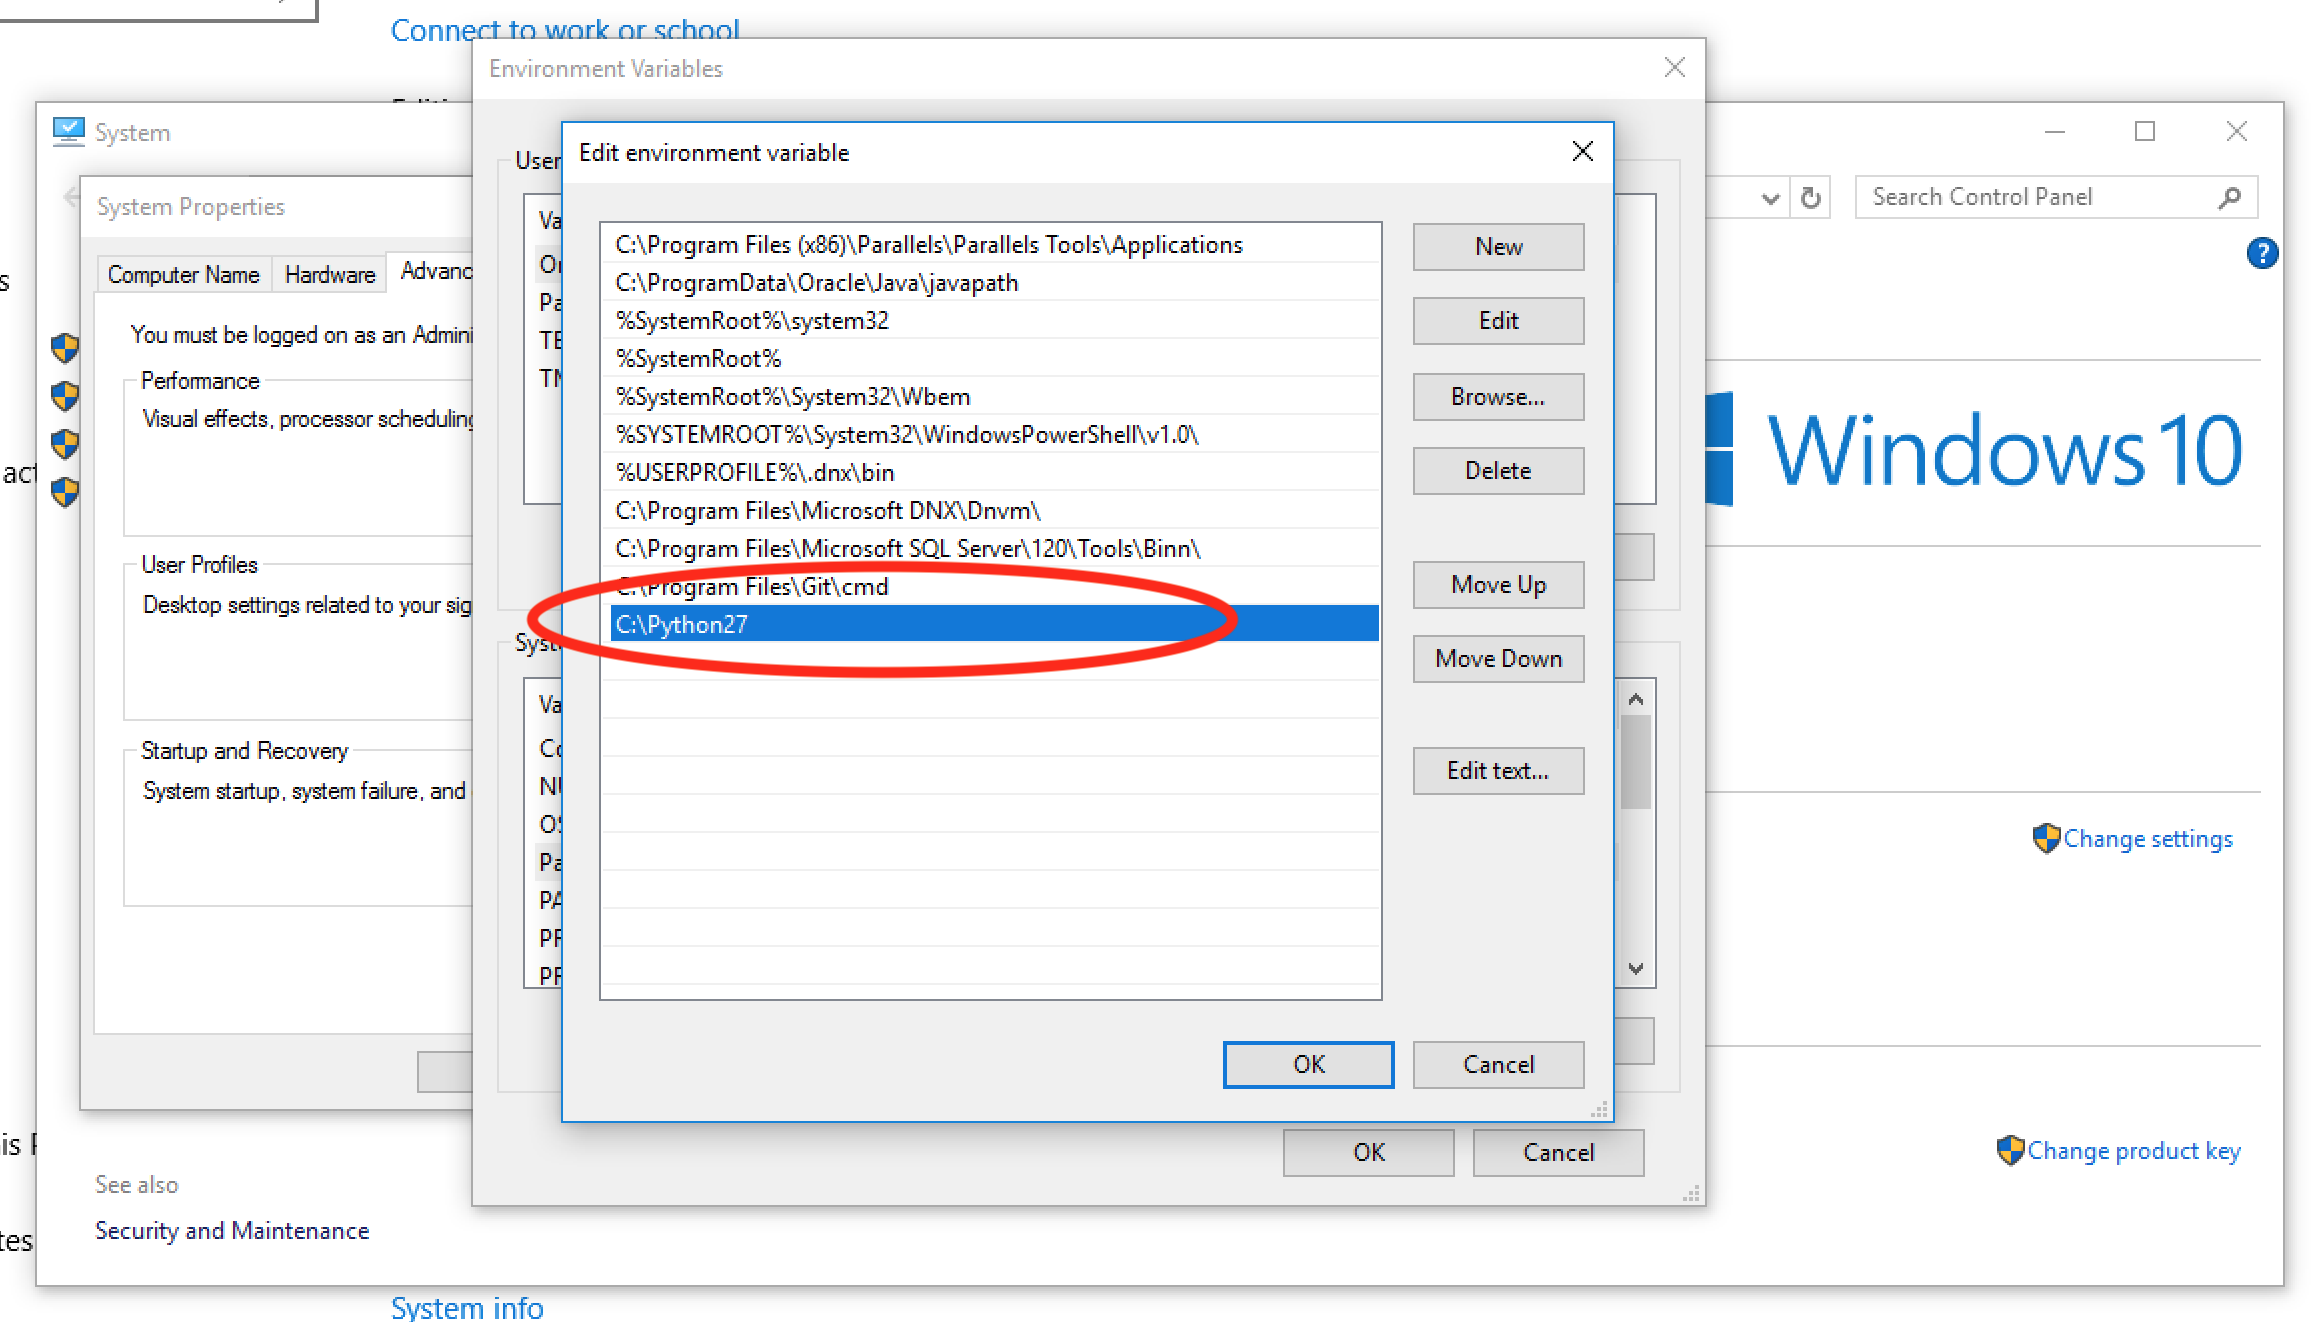 Connect to work or school
Environment Variables
System
Edit environment variable
User
System Properties
Search Control Panel
Computer Name
Hardware
Advanc
C:\Program Files (x86)\Parallels\Parallels Tools\Applications
C:\ProgramData\Oracle\Java\javapath
%SystemRoot%\system32
%SystemRoot%
%SystemRoot%\System32\Wbem
%SYSTEMROOT%\System32\WindowsPowerShell\v1.0\
%USERPROFILE%\.dnx\bin
C:\Program Files\Microsoft DNX\Dnvm\
C:\Program Files\Microsoft SQL Server\120\Tools\Binn\
C:\Program Files\Git\cmd
C:\Python27
New
Edit
Browse...
Delete
Move Up
Move Down
Edit text...
OK
Cancel
You must be logged on as an Admini
Performance
Visual effects, processor scheduling
User Profiles
Desktop settings related to your sig
Startup and Recovery
System startup, system failure, and
Va
Pa
TE
Syst
Va
Co
OS
Pa
PA
Windows 10
Change settings
OK
Cancel
Change product key
See also
Security and Maintenance
System info